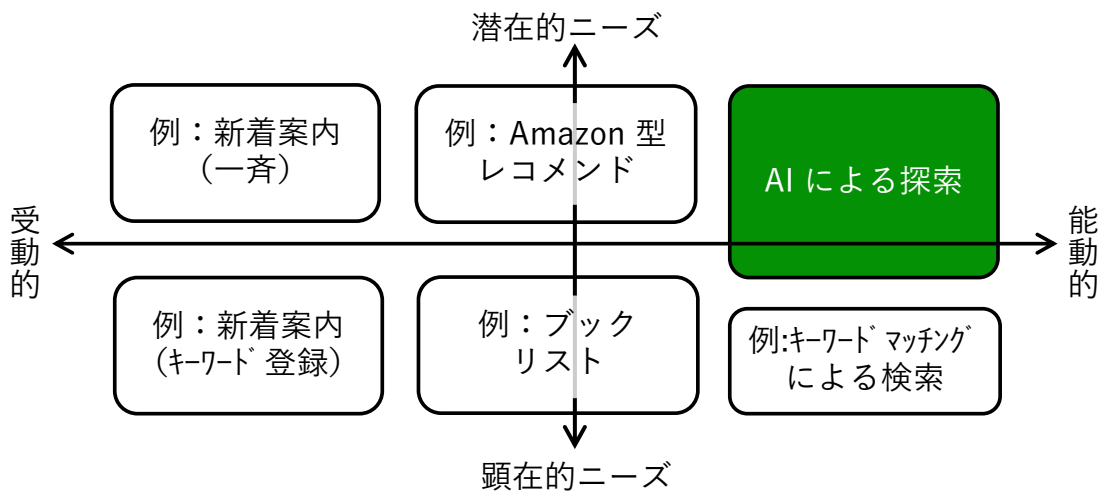 潜在的ニーズ
例：新着案内
(一斉)
例：Amazon 型
レコメンド
AI による探索
受動的
能動的
例：新着案内
(ｷｰﾜｰﾄﾞ登録)
例：ブック
リスト
例:ｷｰﾜｰﾄﾞﾏｯﾁﾝｸﾞ
による検索
顕在的ニーズ